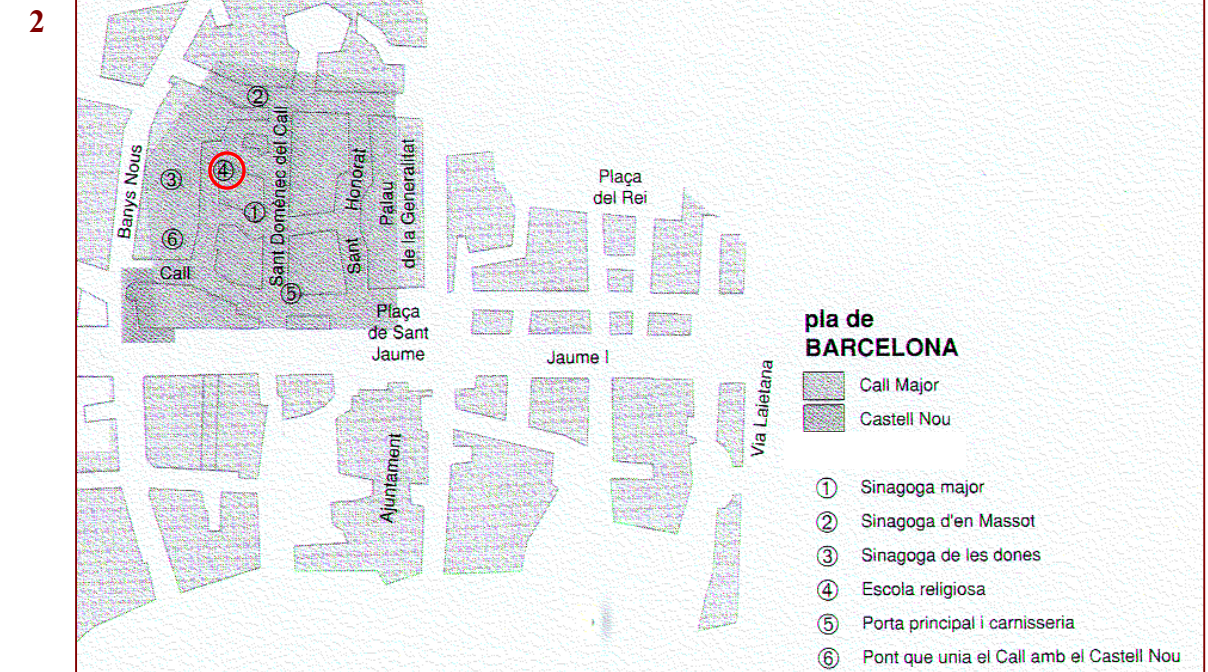 2
②
Sant Domènec del Call
Banys Nous
③
④
Honorat
Palau
de la Generalitat
①
⑥
Call
Sant
⑤
Plaça
del Rei
Plaça
de Sant
Jaume
Jaume I
Via Laietana
Ajuntament
pla de
BARCELONA
Call Major
Castell Nou
① Sinagoga major
② Sinagoga d'en Massot
③ Sinagoga de les dones
④ Escola religiosa
⑤ Porta principal i carnisseria
⑥ Pont que unia el Call amb el Castell Nou